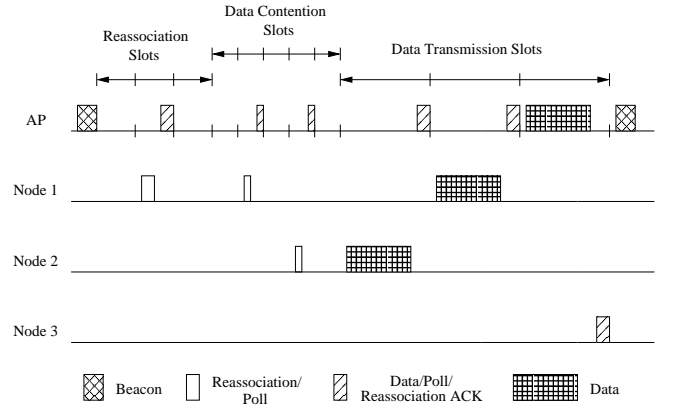 Data Contention
Slots
Reassociation
Slots
Data Transmission Slots
AP
Node 1
Node 2
Node 3
Beacon
Reassociation/
Poll
Data/Poll/
Reassociation ACK
Data